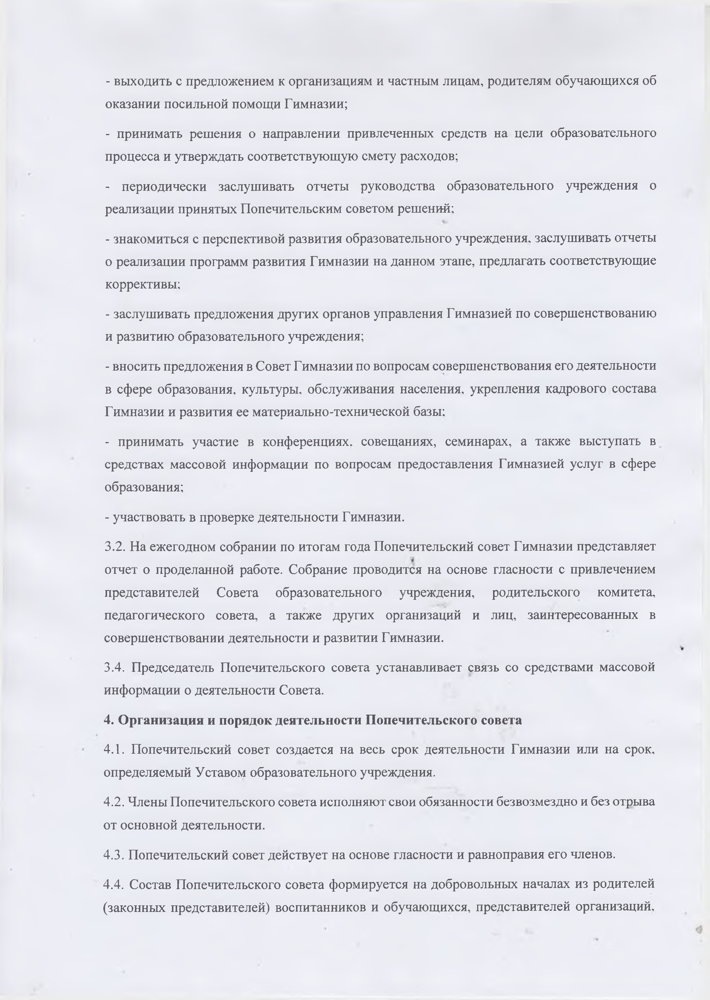 - выходить с предложением к организациям и частным лицам, родителям обучающихся об
оказании посильной помощи Гимназии;
- принимать решения о направлении привлеченных средств на цели образовательного
процесса и утверждать соответствующую смету расходов;
- периодически заслушивать отчеты руководства образовательного учреждения о
реализации принятых Попечительским советом решений;
- знакомиться с перспективой развития образовательного учреждения, заслушивать отчеты
о реализации программ развития Гимназии на данном этапе, предлагать соответствующие
коррективы;
- заслушивать предложения других органов управления Гимназией по совершенствованию
и развитию образовательного учреждения;
- вносить предложения в Совет Гимназии по вопросам совершенствования его деятельности
в сфере образования, культуры, обслуживания населения, укрепления кадрового состава
Гимназии и развития ее материально-технической базы;
- принимать участие в конференциях, совещаниях, семинарах, а также выступать в
средствах массовой информации по вопросам предоставления Гимназией услуг в сфере
образования;
- участвовать в проверке деятельности Гимназии.
3.2. На ежегодном собрании по итогам года Попечительский совет Гимназии представляет
отчет о проделанной работе. Собрание проводится на основе гласности с привлечением
представителей Совета образовательного учреждения, родительского комитета,
педагогического совета, а также других организаций и лиц, заинтересованных в
совершенствовании деятельности и развитии Гимназии.
3.4. Председатель Попечительского совета устанавливает связь со средствами массовой
информации о деятельности Совета.
4. Организация и порядок деятельности Попечительского совета
4.1. Попечительский совет создается на весь срок деятельности Гимназии или на срок,
определяемый Уставом образовательного учреждения.
4.2. Члены Попечительского совета исполняют свои обязанности безвозмездно и без отрыва
от основной деятельности.
4.3. Попечительский совет действует на основе гласности и равноправия его членов.
4.4. Состав Попечительского совета формируется на добровольных началах из родителей
(законных представителей) воспитанников и обучающихся, представителей организаций,